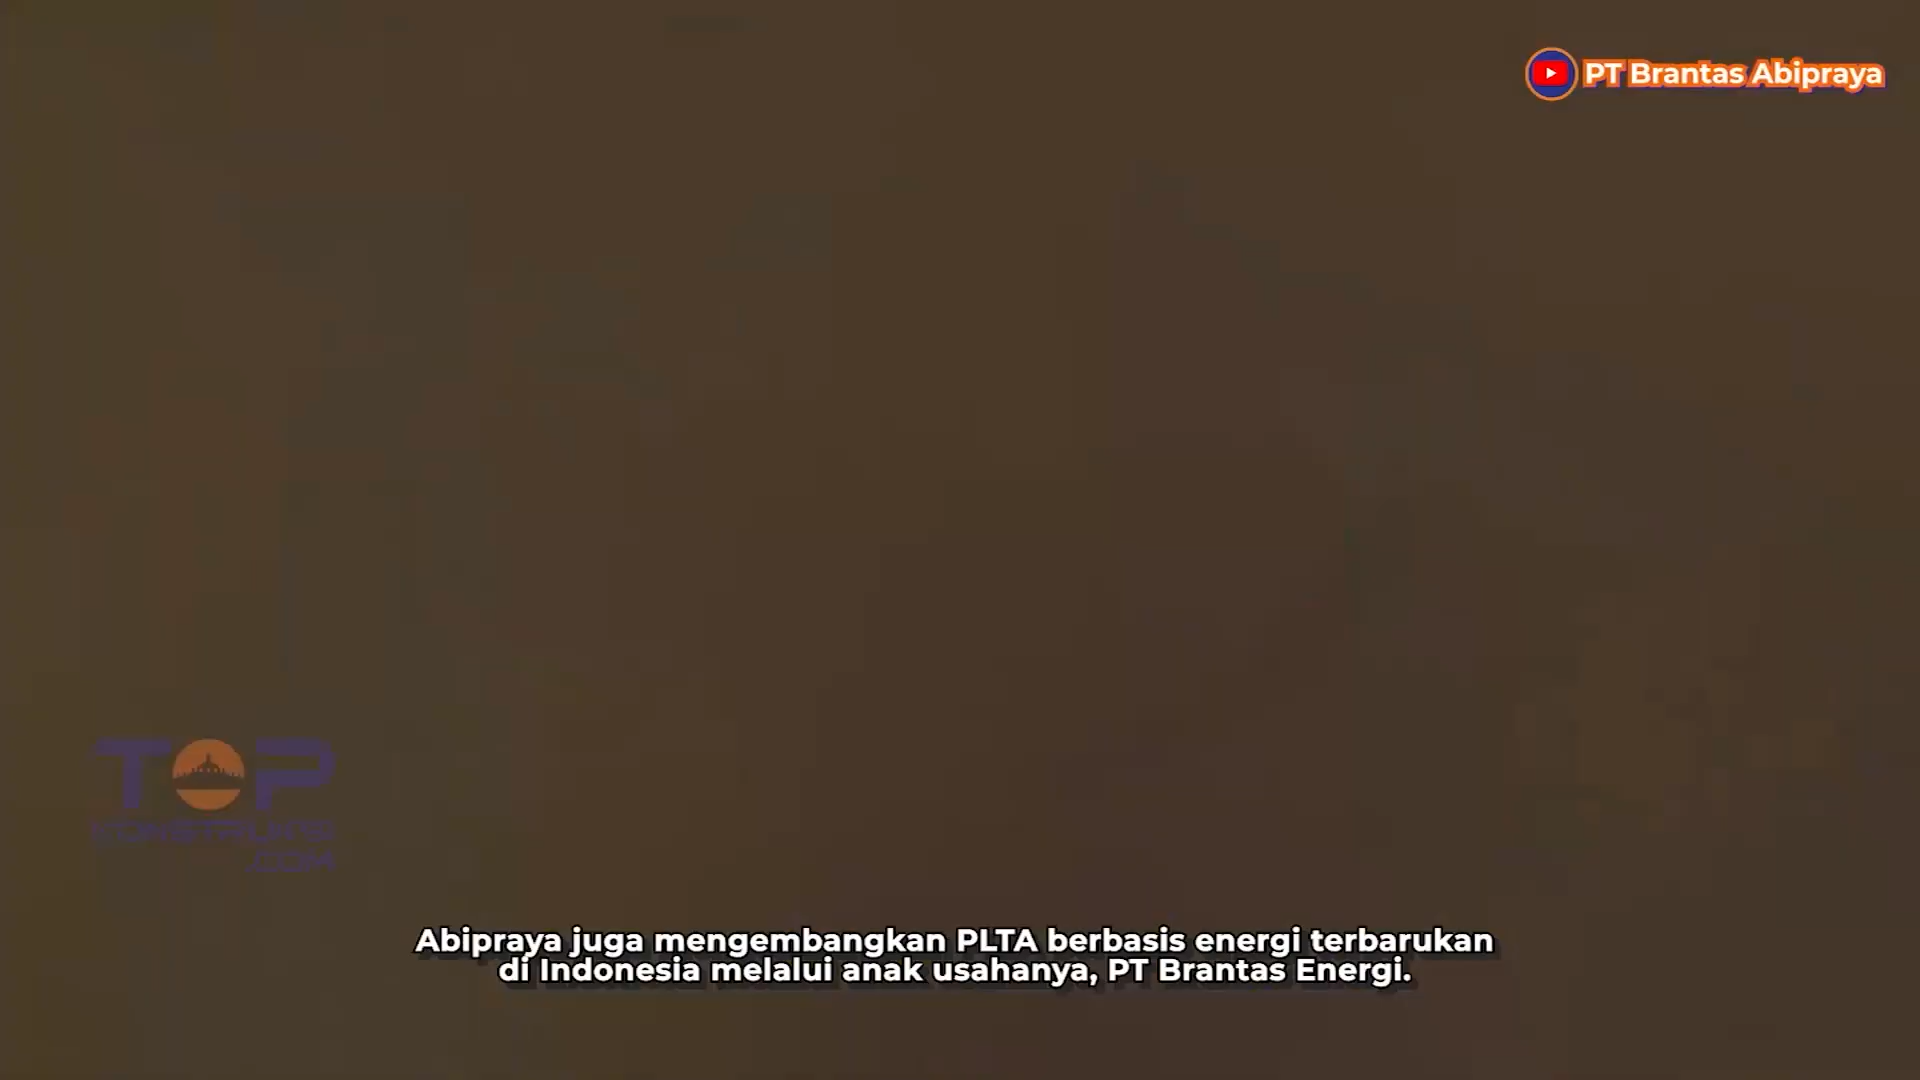 PT Brantas Abipraya
TOP
KONSTRUKSI
.COM
Abipraya juga mengembangkan PLTA berbasis energi terbarukan
di Indonesia melalui anak usahanya, PT Brantas Energi.